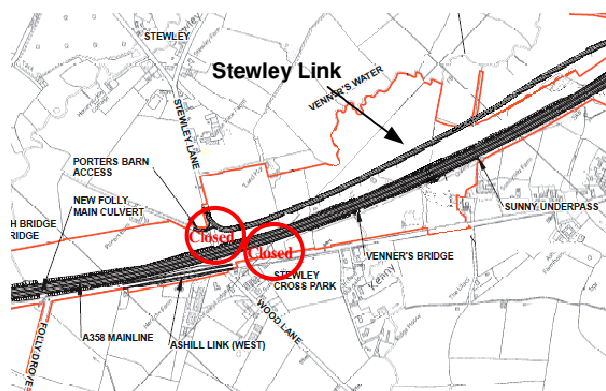 STEWLEY
Stewley Link
VENNER'S WATER
STEWLEY LANE
PORTERS BARN
ACCESS
NEW FOLLY
MAIN CULVERT
SUNNY UNDERPASS
H BRIDGE
RIDGE
Closed
Closed
VENNER'S BRIDGE
STEWLEY
CROSS PARK
Kenny
WOOD LANE
A358 MAINLINE
ASHILL LINK (WEST)
FOLLY DROVE